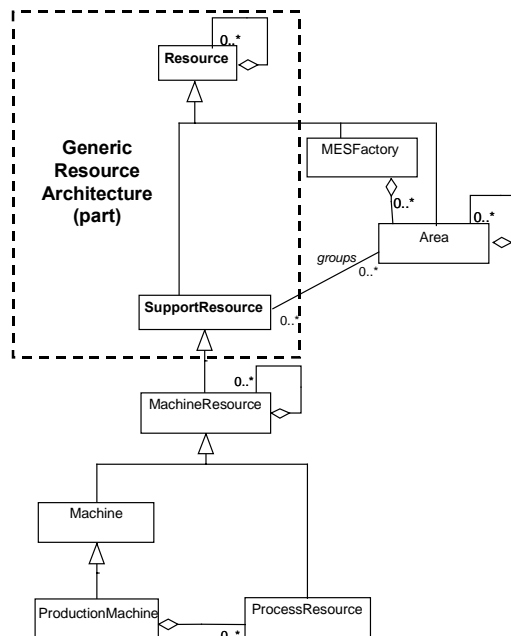 0..*
Resource
Generic
Resource
Architecture
(part)
MESFactory
0..*
0..*
Area
groups
0..*
SupportResource
0..*
0..*
MachineResource
Machine
ProductionMachine
ProcessResource
0..*